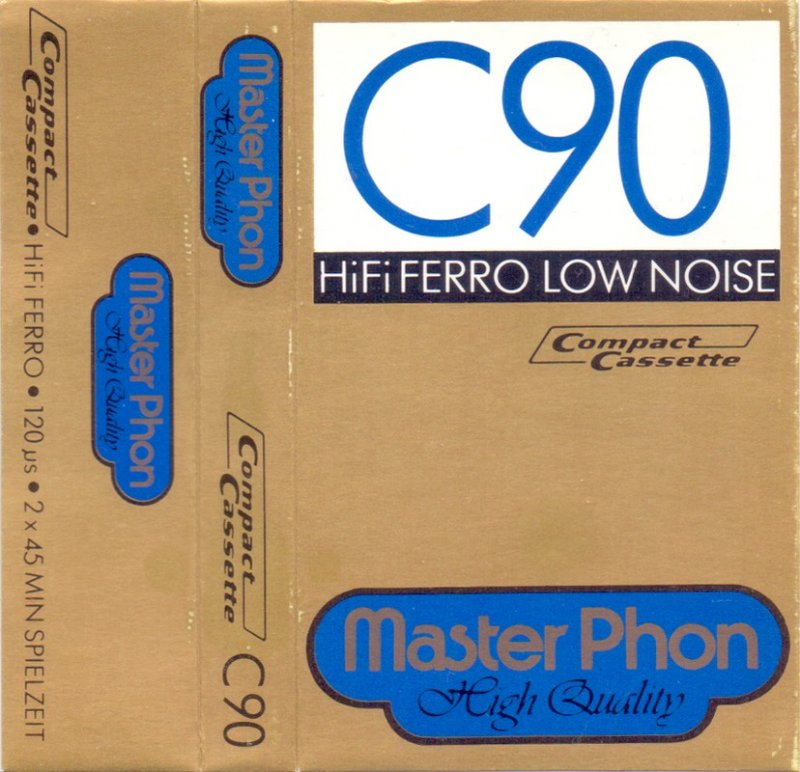 Compact
Cassette
• HiFi FERRO • 120 µs • 2 x 45 MIN SPIELZEIT
Master Phon
High Quality
Master Phon
High Quality
Compact
Cassette
C90
C90
HiFi FERRO LOW NOISE
Compact
Cassette
Master Phon
High Quality